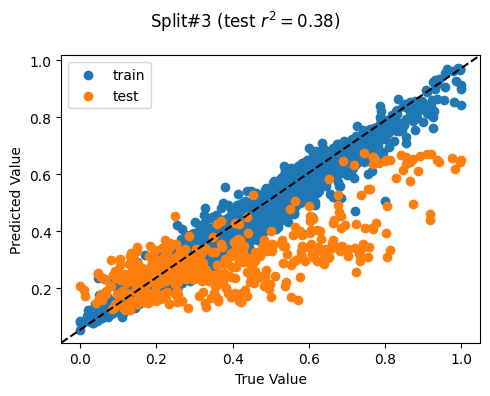 Split#3 (test r² = 0.38)
train
test
Predicted Value
1.0
0.8
0.6
0.4
0.2
0.0 0.2 0.4 0.6 0.8 1.0
True Value